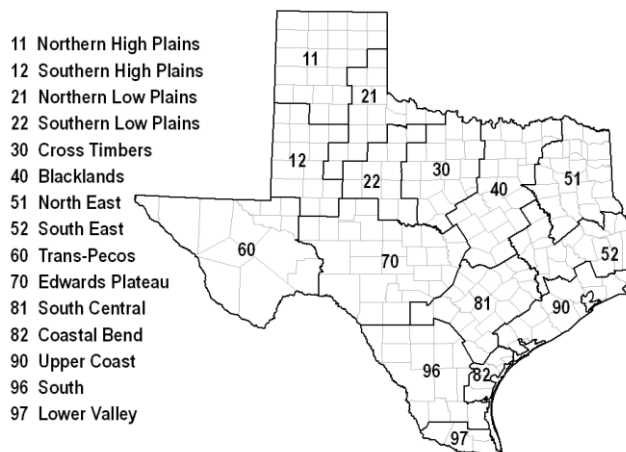 11 Northern High Plains
12 Southern High Plains
21 Northern Low Plains
22 Southern Low Plains
30 Cross Timbers
40 Blacklands
51 North East
52 South East
60 Trans-Pecos
70 Edwards Plateau
81 South Central
82 Coastal Bend
90 Upper Coast
96 South
97 Lower Valley
11
21
12
22
30
40
51
60
70
52
81
90
96
82
97